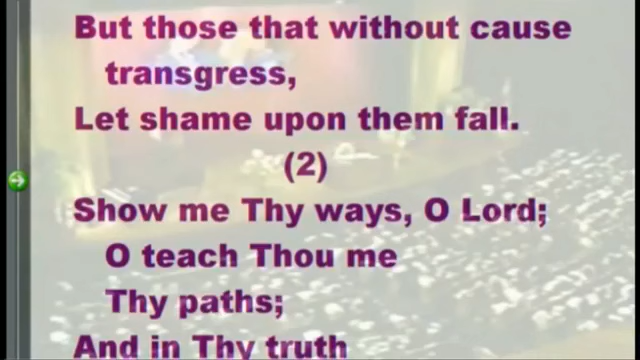 But those that without cause
transgress,
Let shame upon them fall.
(2)
Show me Thy ways, O Lord;
O teach Thou me
Thy paths;
And in Thy truth